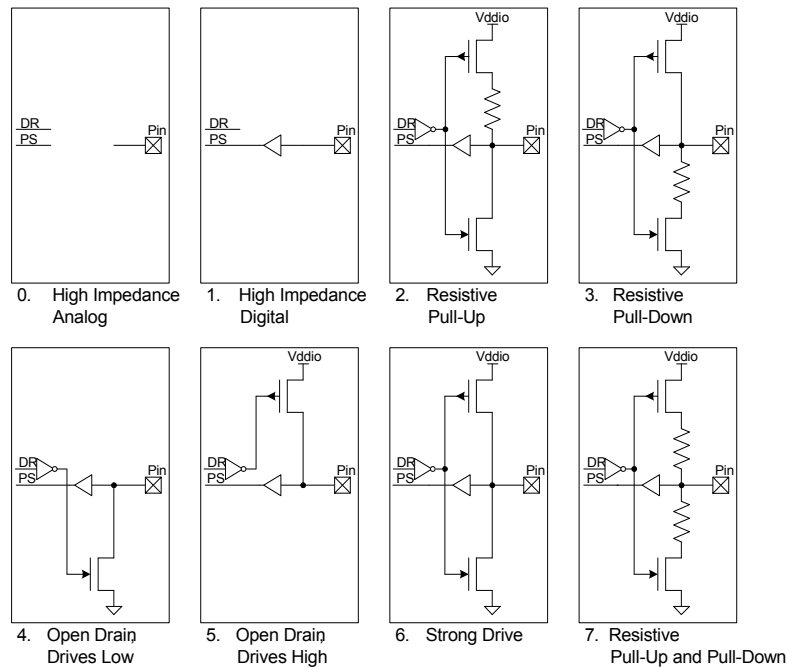 DR
PS
Pin
0. High Impedance
Analog
DR
PS
Pin
1. High Impedance
Digital
Vddio
DR
PS
Pin
2. Resistive
Pull-Up
Vddio
DR
PS
Pin
3. Resistive
Pull-Down
DR
PS
Pin
4. Open Drain,
Drives Low
Vddio
DR
PS
Pin
5. Open Drain,
Drives High
Vddio
DR
PS
Pin
6. Strong Drive
Vddio
DR
PS
Pin
7. Resistive
Pull-Up and Pull-Down